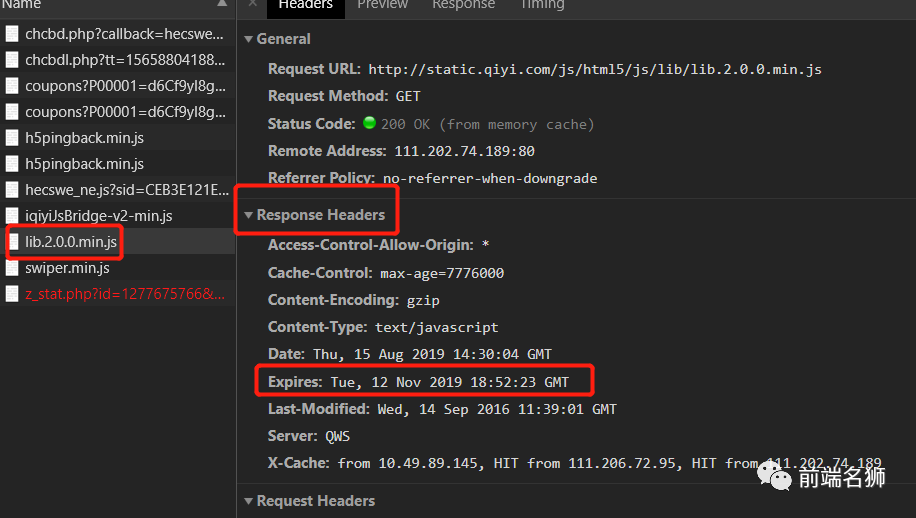 Name
Headers Preview Response Timing
chcbd.php?callback=hecswe...
chcbdl.php?tt=15658804188...
coupons?P00001=d6Cf9yI8g...
coupons?P00001=d6Cf9yI8g...
h5pingback.min.js
h5pingback.min.js
hecswe_ne.js?sid=CEB3E121E...
iqiyiJsBridge-v2-min.js
lib.2.0.0.min.js
swiper.min.js
z_stat.php?id=1277675766&...
General
Request URL: http://static.qiyi.com/js/html5/js/lib/lib.2.0.0.min.js
Request Method: GET
Status Code: 200 OK (from memory cache)
Remote Address: 111.202.74.189:80
Referrer Policy: no-referrer-when-downgrade
Response Headers
Access-Control-Allow-Origin: *
Cache-Control: max-age=7776000
Content-Encoding: gzip
Content-Type: text/javascript
Date: Thu, 15 Aug 2019 14:30:04 GMT
Expires: Tue, 12 Nov 2019 18:52:23 GMT
Last-Modified: Wed, 14 Sep 2016 11:39:01 GMT
Server: QWS
X-Cache: from 10.49.89.145, HIT from 111.206.72.95, HIT from 111.202.74.189
前端名狮
Request Headers